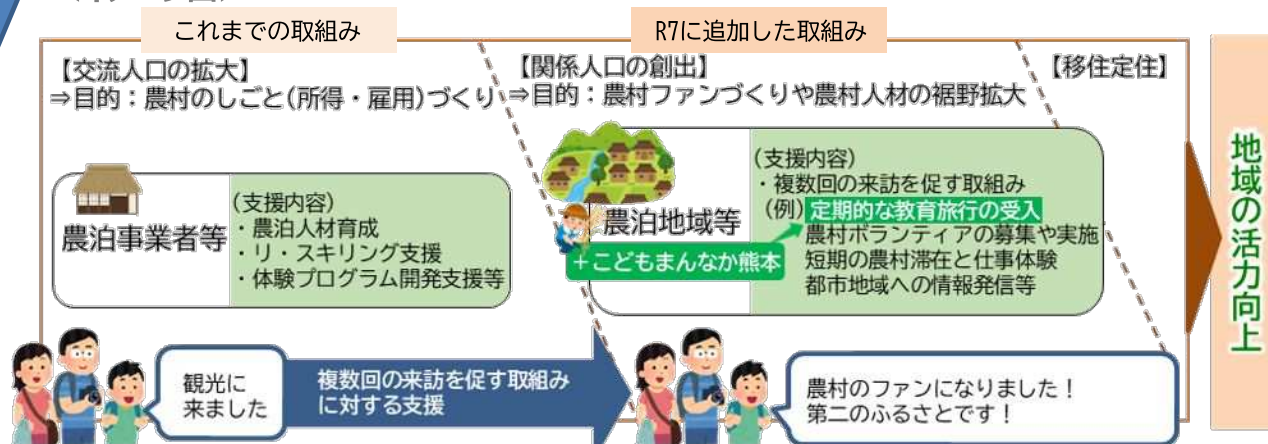 これまでの取組み
R7に追加した取組み
【交流人口の拡大】
⇒目的：農村のしごと(所得・雇用)づくり
【関係人口の創出】
⇒目的：農村ファンづくりや農村人材の裾野拡大
【移住定住】
農泊事業者等
(支援内容)
・農泊人材育成
・リ・スキリング支援
・体験プログラム開発支援等
農泊地域等
＋こどもまんなか熊本
(支援内容)
・複数回の来訪を促す取組み
(例) 定期的な教育旅行の受入
農村ボランティアの募集や実施
短期の農村滞在と仕事体験
都市地域への情報発信等
観光に
来ました
複数回の来訪を促す取組み
に対する支援
農村のファンになりました！
第二のふるさとです！
地域の活力向上